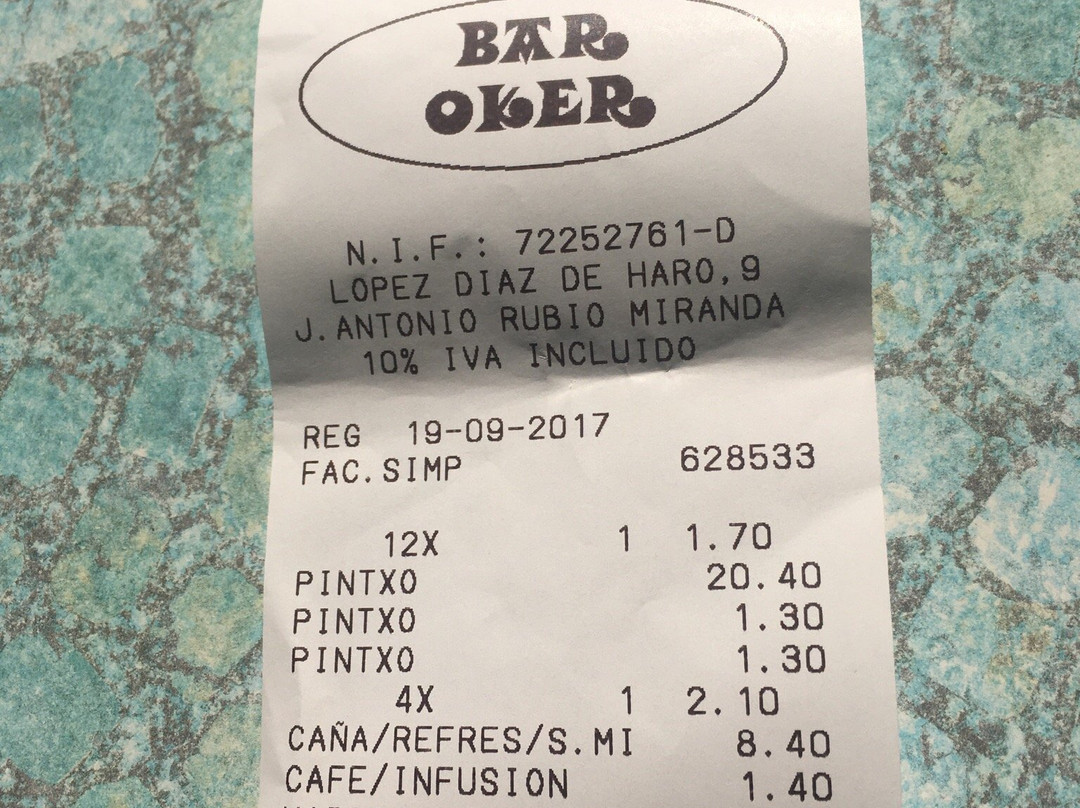 BAR
OKER
N.I.F.: 72252761-D
LOPEZ DIAZ DE HARO,9
J.ANTONIO RUBIO MIRANDA
10% IVA INCLUIDO
REG 19-09-2017
FAC.SIMP 628533
12X 1 1.70
PINTXO 20.40
PINTXO 1.30
PINTXO 1.30
4X 1 2.10
CAÑA/REFRES/S.MI 8.40
CAFE/INFUSION 1.40